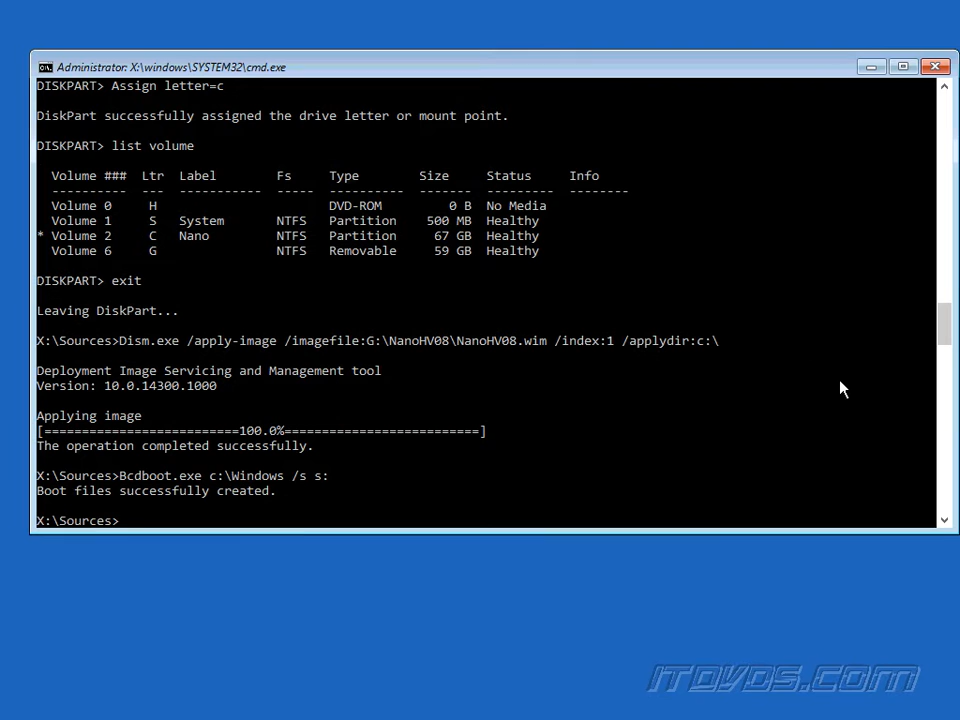 Administrator: X:\windows\SYSTEM32\cmd.exe
DISKPART> Assign letter=c
DiskPart successfully assigned the drive letter or mount point.
DISKPART> list volume
Volume ### Ltr Label Fs Type Size Status Info
---------- --- ----------- ----- ---------- ------- --------- --------
Volume 0 H DVD-ROM 0 B No Media
Volume 1 S System NTFS Partition 500 MB Healthy
* Volume 2 C Nano NTFS Partition 67 GB Healthy
Volume 6 G NTFS Removable 59 GB Healthy
DISKPART> exit
Leaving DiskPart...
X:\Sources>Dism.exe /apply-image /imagefile:G:\NanoHV08\NanoHV08.wim /index:1 /applydir:c:\
Deployment Image Servicing and Management tool
Version: 10.0.14300.1000
Applying image
[==========================100.0%==========================]
The operation completed successfully.
X:\Sources>Bcdboot.exe c:\Windows /s s:
Boot files successfully created.
X:\Sources>
ITDVDS.COM